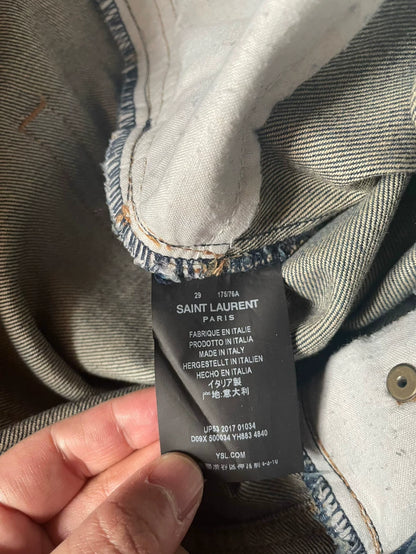 29 175/76A
SAINT LAURENT
PARIS
FABRIQUE EN ITALIE
PRODOTTO IN ITALIA
MADE IN ITALY
HERGESTELLT IN ITALIEN
HECHO EN ITALIA
イタリア製
产地:意大利
UP53 2017 01034
D09X 500034 YH883 4840
YSL.COM